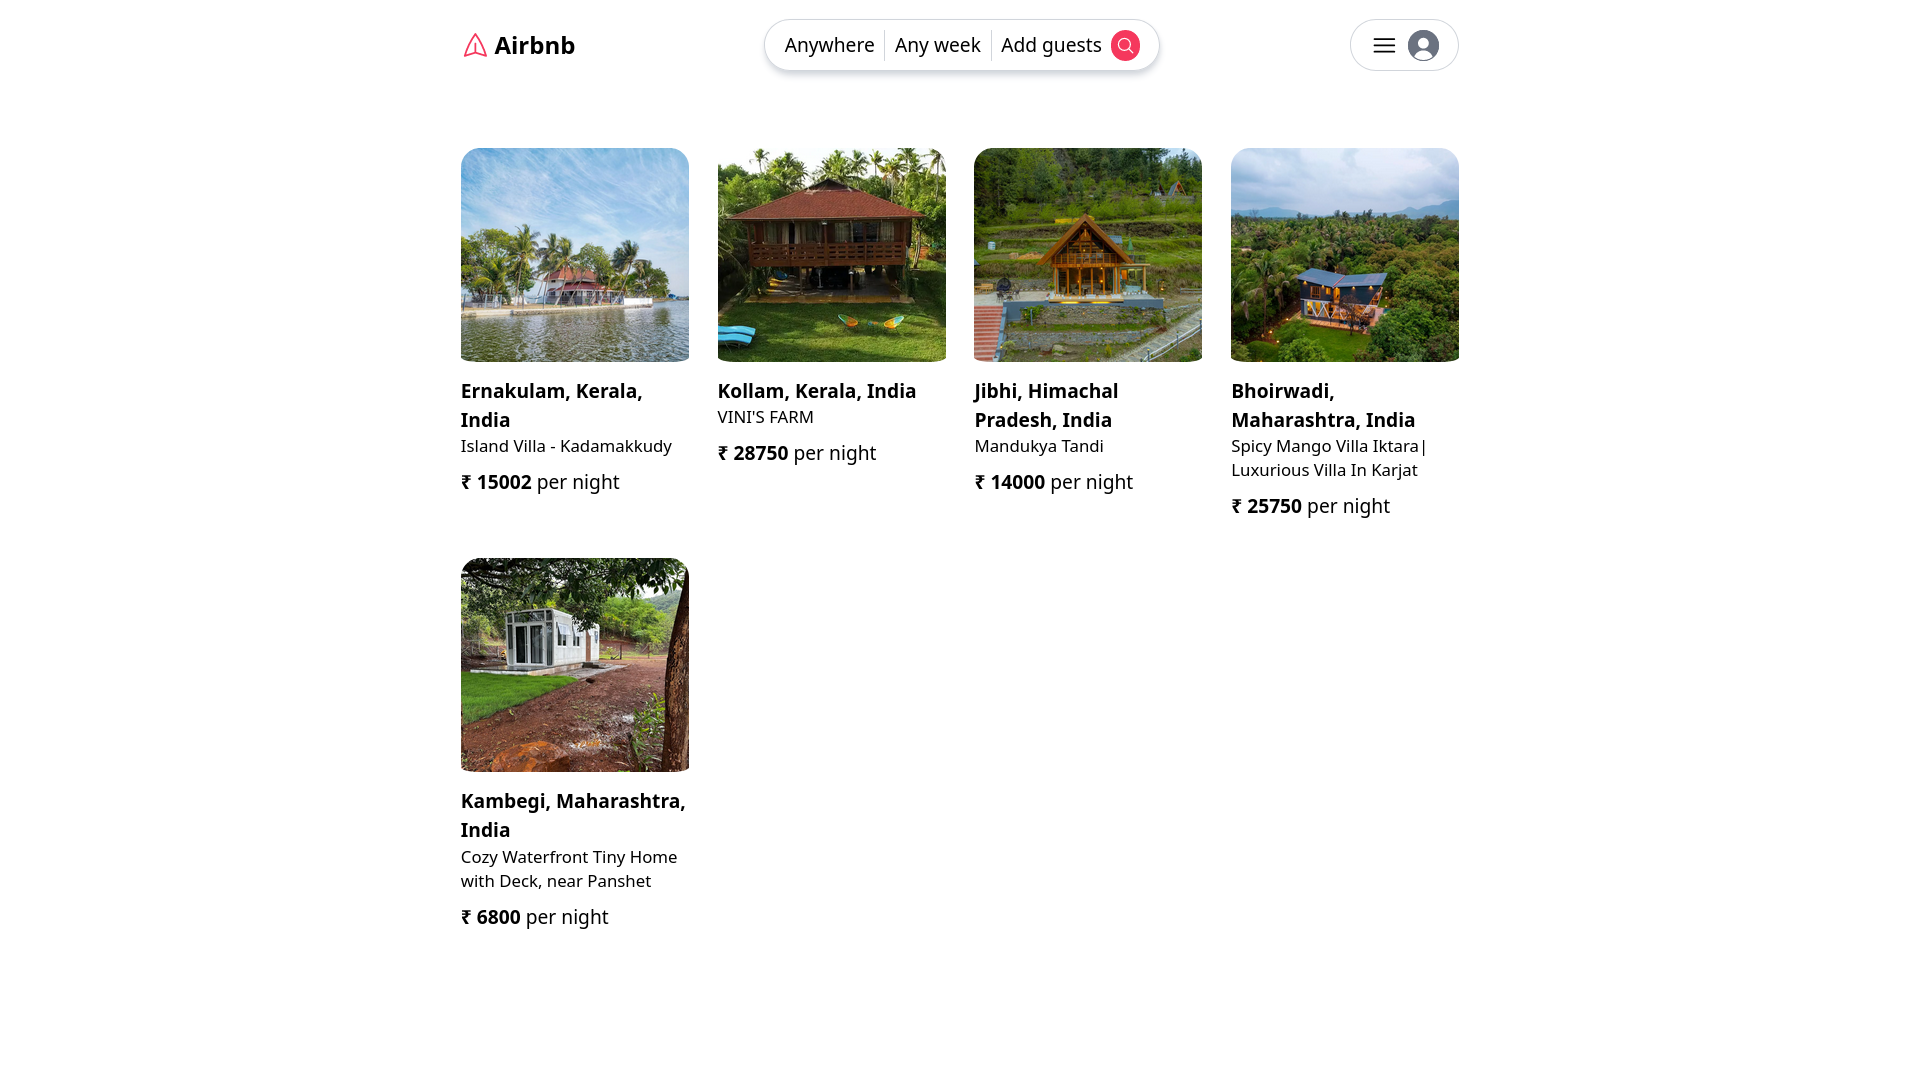 Airbnb
Anywhere
Any week
Add guests
Ernakulam, Kerala,
India
Island Villa - Kadamakkudy
₹ 15002 per night
Kollam, Kerala, India
VINI'S FARM
₹ 28750 per night
Jibhi, Himachal
Pradesh, India
Mandukya Tandi
₹ 14000 per night
Bhoirwadi,
Maharashtra, India
Spicy Mango Villa Iktara|
Luxurious Villa In Karjat
₹ 25750 per night
Kambegi, Maharashtra,
India
Cozy Waterfront Tiny Home
with Deck, near Panshet
₹ 6800 per night